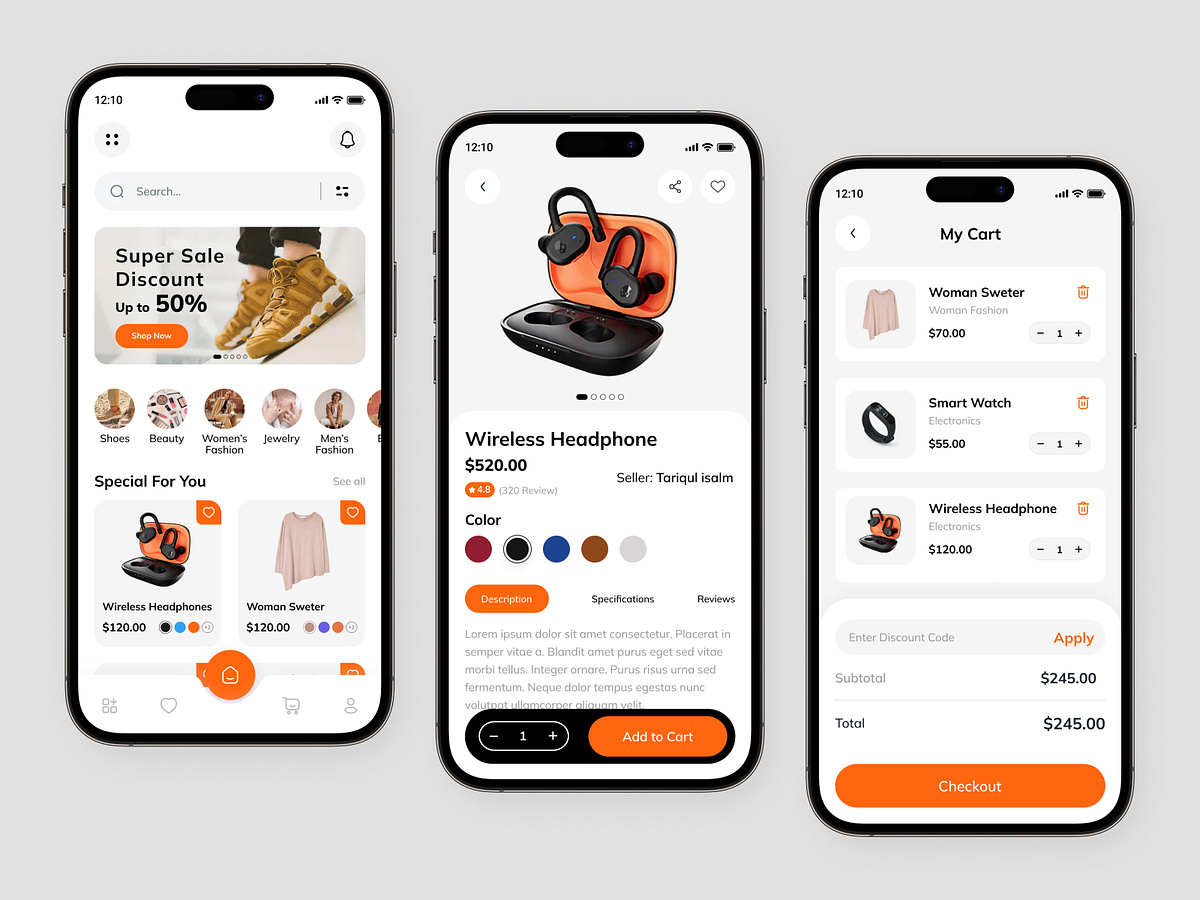 12:10
Search...
Super Sale
Discount
Up to 50%
Shop Now
Shoes
Beauty
Women's
Fashion
Jewelry
Men's
Fashion
Special For You
See all
Wireless Headphones
$120.00
+2
Woman Sweter
$120.00
+2
12:10
Wireless Headphone
$520.00
4.8 (320 Review)
Seller: Tariqul isalm
Color
Description
Specifications
Reviews
Lorem ipsum dolor sit amet consectetur. Placerat in
semper vitae a. Blandit amet purus eget sed vitae
morbi tellus. Integer ornare. Purus risus urna sed
fermentum. Neque dolor tempus egestas nunc
volutpat ullamcorper aliquam velit.
− 1 +
Add to Cart
12:10
My Cart
Woman Sweter
Woman Fashion
$70.00
− 1 +
Smart Watch
Electronics
$55.00
− 1 +
Wireless Headphone
Electronics
$120.00
− 1 +
Enter Discount Code
Apply
Subtotal
$245.00
Total
$245.00
Checkout